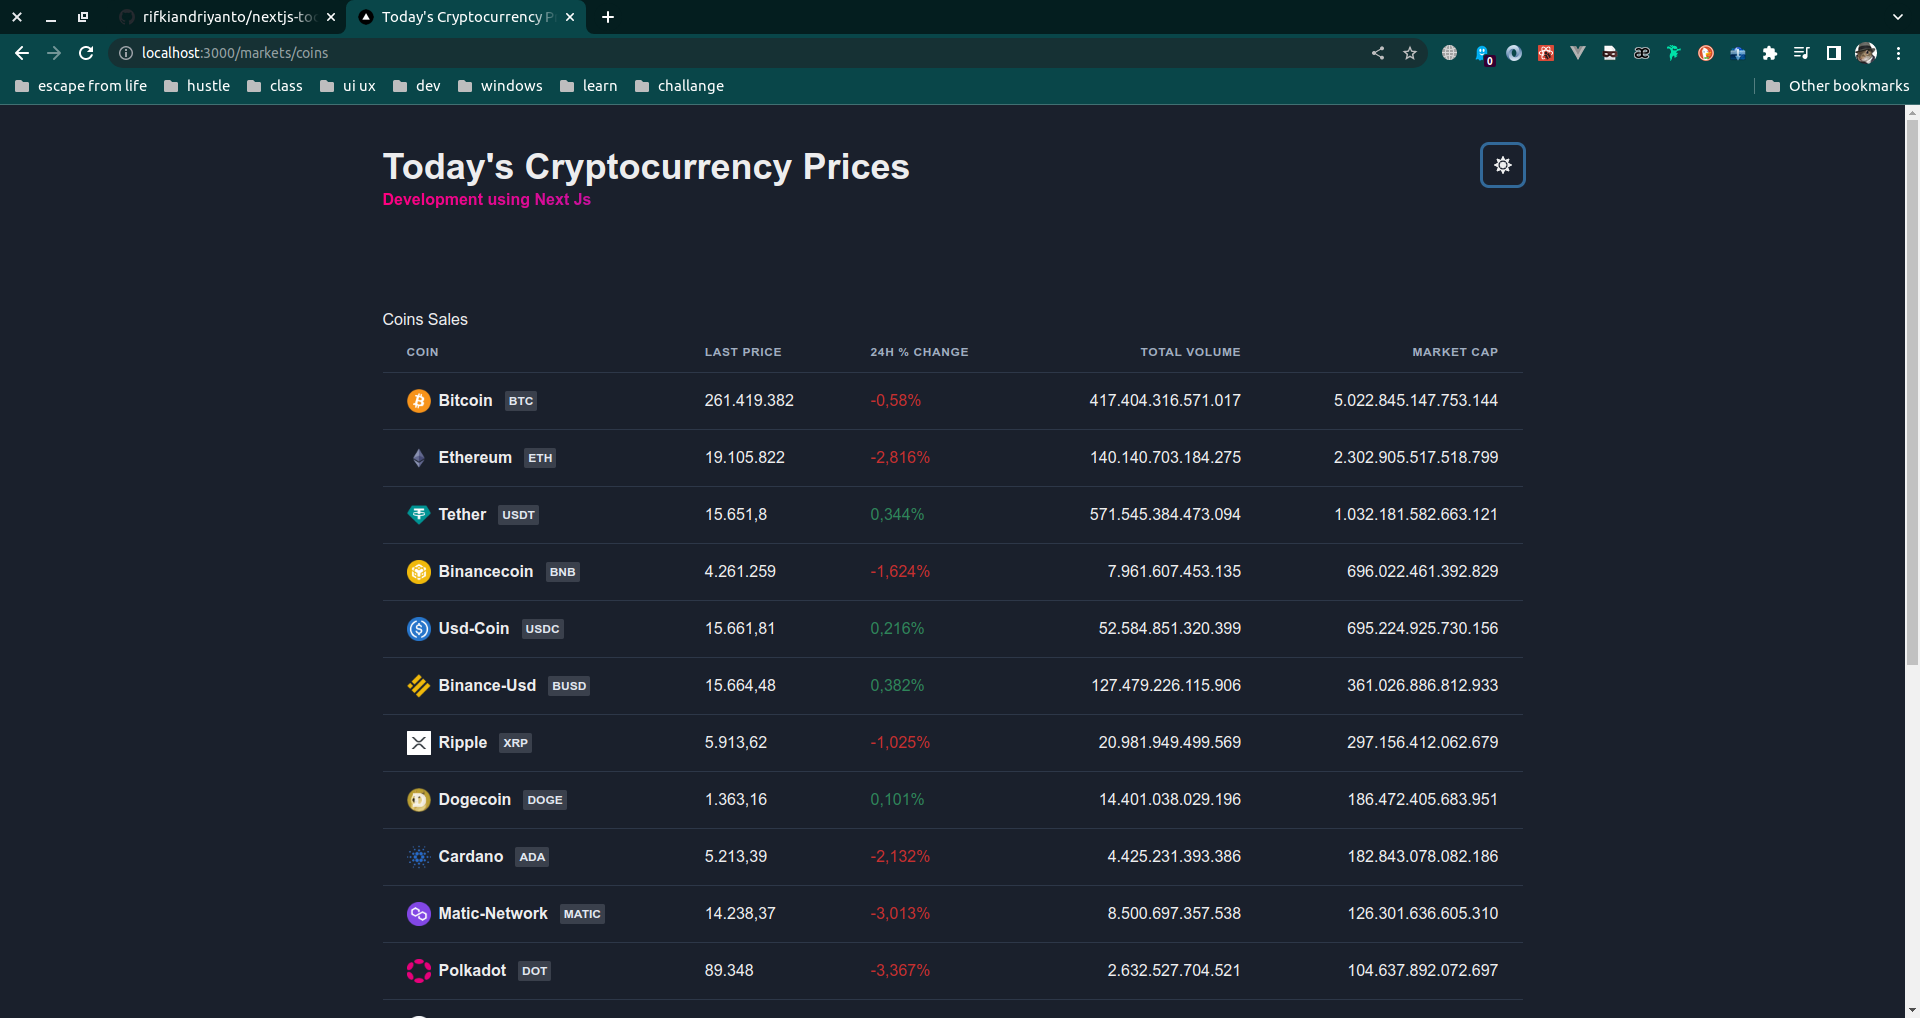 rifkiandriyanto/nextjs-too
Today's Cryptocurrency P
localhost:3000/markets/coins
0
escape from life hustle class ui ux dev windows learn challange Other bookmarks
Today's Cryptocurrency Prices
Development using Next Js
Coins Sales
COIN LAST PRICE 24H % CHANGE TOTAL VOLUME MARKET CAP
Bitcoin BTC 261.419.382 -0,58% 417.404.316.571.017 5.022.845.147.753.144
Ethereum ETH 19.105.822 -2,816% 140.140.703.184.275 2.302.905.517.518.799
Tether USDT 15.651,8 0,344% 571.545.384.473.094 1.032.181.582.663.121
Binancecoin BNB 4.261.259 -1,624% 7.961.607.453.135 696.022.461.392.829
Usd-Coin USDC 15.661,81 0,216% 52.584.851.320.399 695.224.925.730.156
Binance-Usd BUSD 15.664,48 0,382% 127.479.226.115.906 361.026.886.812.933
Ripple XRP 5.913,62 -1,025% 20.981.949.499.569 297.156.412.062.679
Dogecoin DOGE 1.363,16 0,101% 14.401.038.029.196 186.472.405.683.951
Cardano ADA 5.213,39 -2,132% 4.425.231.393.386 182.843.078.082.186
Matic-Network MATIC 14.238,37 -3,013% 8.500.697.357.538 126.301.636.605.310
Polkadot DOT 89.348 -3,367% 2.632.527.704.521 104.637.892.072.697